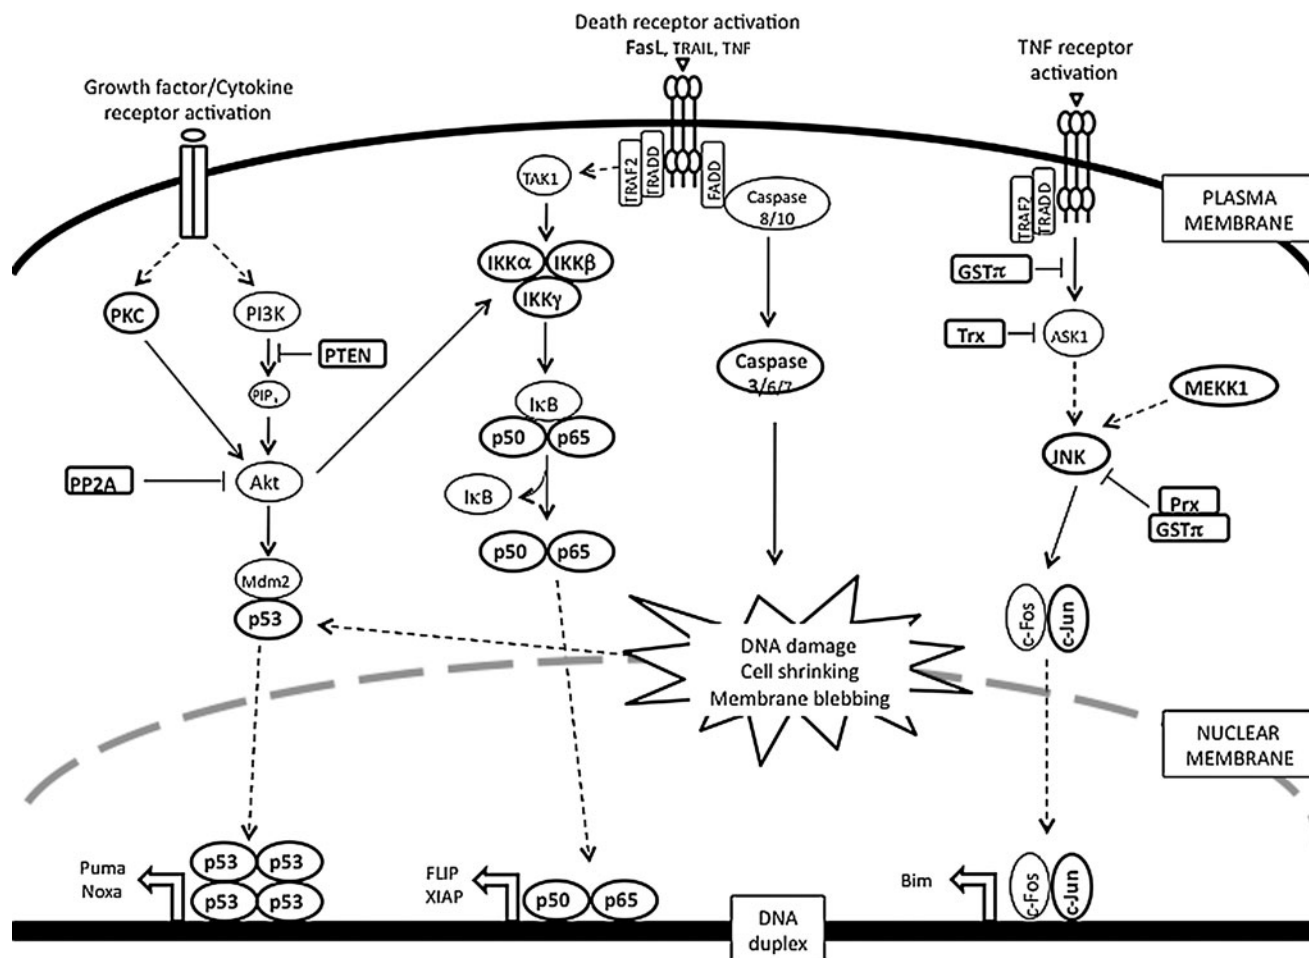 Death receptor activation
FasL, TRAIL, TNF
TNF receptor
activation
Growth factor/Cytokine
receptor activation
TAK1
TRAF2
TRADD
FADD
Caspase
8/10
TRAF2
TRADD
PLASMA
MEMBRANE
IKKα
IKKβ
IKKγ
GSTπ
PKC
PI3K
PTEN
Trx
ASK1
Caspase
3/6/7
PIP₃
MEKK1
IκB
p50
p65
JNK
PP2A
Akt
IκB
Prx
GSTπ
p50
p65
Mdm2
p53
c-Fos
c-Jun
DNA damage
Cell shrinking
Membrane blebbing
NUCLEAR
MEMBRANE
Puma
Noxa
p53
p53
p53
p53
FLIP
XIAP
p50
p65
Bim
c-Fos
c-Jun
DNA
duplex